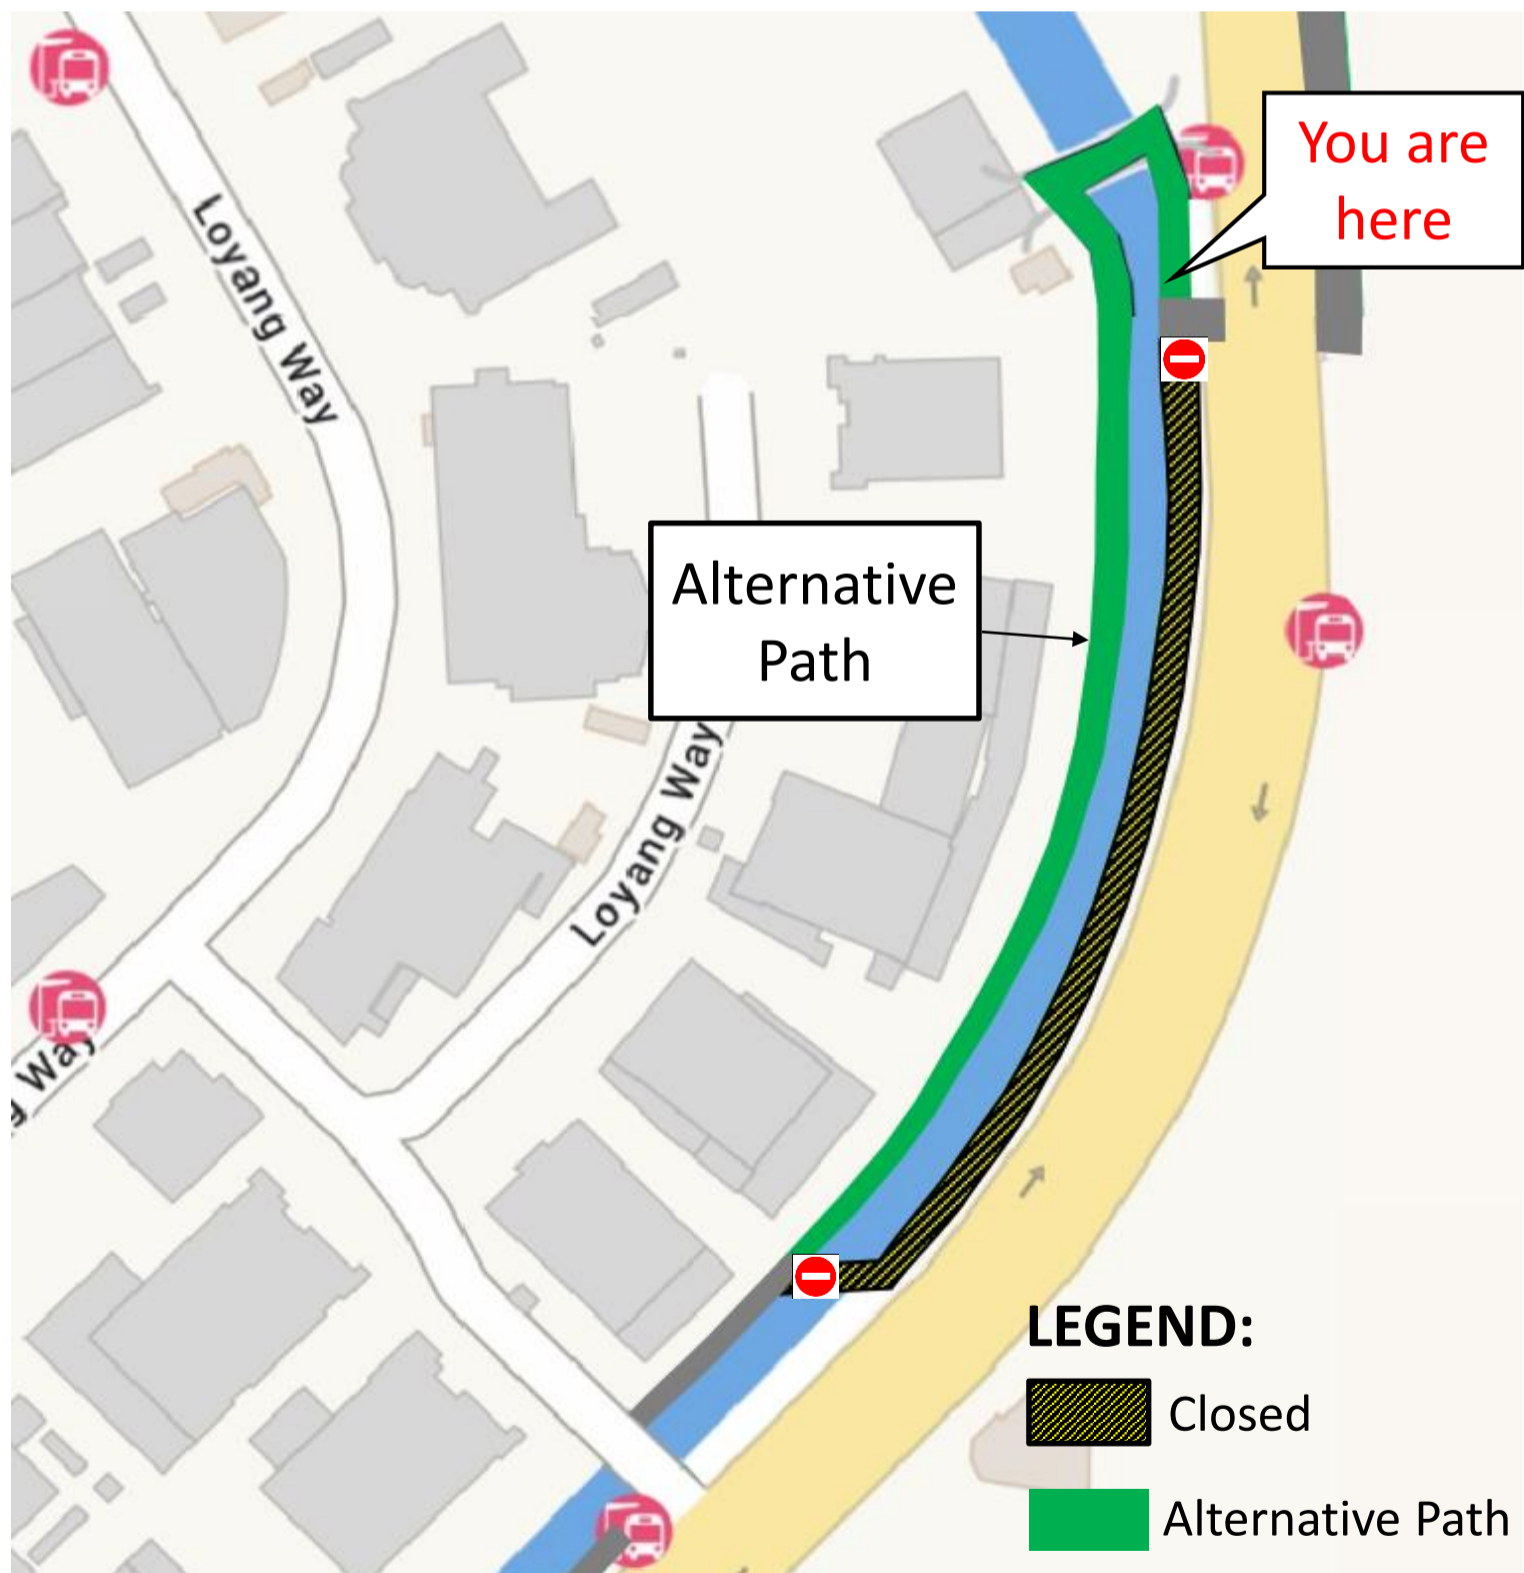 You are
here
Loyang Way
Alternative
Path
Loyang Way
g Way
LEGEND:
Closed
Alternative Path